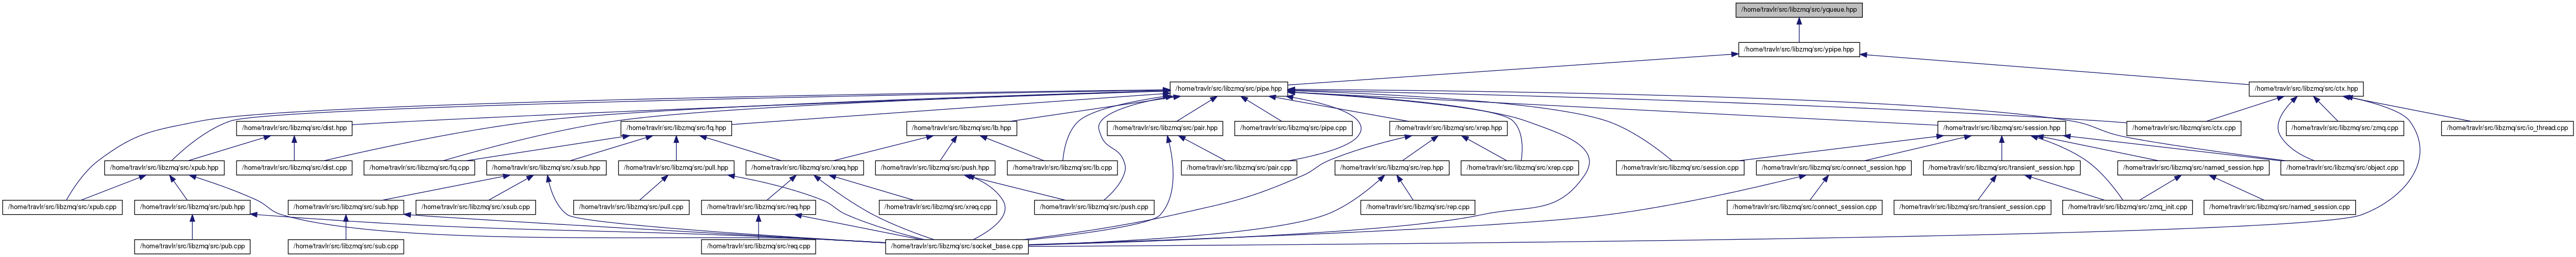 /home/travlr/src/libzmq/src/yqueue.hpp
/home/travlr/src/libzmq/src/ypipe.hpp
/home/travlr/src/libzmq/src/pipe.hpp
/home/travlr/src/libzmq/src/ctx.hpp
/home/travlr/src/libzmq/src/dist.hpp
/home/travlr/src/libzmq/src/fq.hpp
/home/travlr/src/libzmq/src/lb.hpp
/home/travlr/src/libzmq/src/pair.hpp
/home/travlr/src/libzmq/src/pipe.cpp
/home/travlr/src/libzmq/src/xrep.hpp
/home/travlr/src/libzmq/src/session.hpp
/home/travlr/src/libzmq/src/ctx.cpp
/home/travlr/src/libzmq/src/zmq.cpp
/home/travlr/src/libzmq/src/io_thread.cpp
/home/travlr/src/libzmq/src/xpub.hpp
/home/travlr/src/libzmq/src/dist.cpp
/home/travlr/src/libzmq/src/fq.cpp
/home/travlr/src/libzmq/src/xsub.hpp
/home/travlr/src/libzmq/src/pull.hpp
/home/travlr/src/libzmq/src/xreq.hpp
/home/travlr/src/libzmq/src/push.hpp
/home/travlr/src/libzmq/src/lb.cpp
/home/travlr/src/libzmq/src/pair.cpp
/home/travlr/src/libzmq/src/rep.hpp
/home/travlr/src/libzmq/src/xrep.cpp
/home/travlr/src/libzmq/src/session.cpp
/home/travlr/src/libzmq/src/connect_session.hpp
/home/travlr/src/libzmq/src/transient_session.hpp
/home/travlr/src/libzmq/src/named_session.hpp
/home/travlr/src/libzmq/src/object.cpp
/home/travlr/src/libzmq/src/xpub.cpp
/home/travlr/src/libzmq/src/pub.hpp
/home/travlr/src/libzmq/src/sub.hpp
/home/travlr/src/libzmq/src/xsub.cpp
/home/travlr/src/libzmq/src/pull.cpp
/home/travlr/src/libzmq/src/req.hpp
/home/travlr/src/libzmq/src/xreq.cpp
/home/travlr/src/libzmq/src/push.cpp
/home/travlr/src/libzmq/src/rep.cpp
/home/travlr/src/libzmq/src/connect_session.cpp
/home/travlr/src/libzmq/src/transient_session.cpp
/home/travlr/src/libzmq/src/zmq_init.cpp
/home/travlr/src/libzmq/src/named_session.cpp
/home/travlr/src/libzmq/src/pub.cpp
/home/travlr/src/libzmq/src/sub.cpp
/home/travlr/src/libzmq/src/req.cpp
/home/travlr/src/libzmq/src/socket_base.cpp